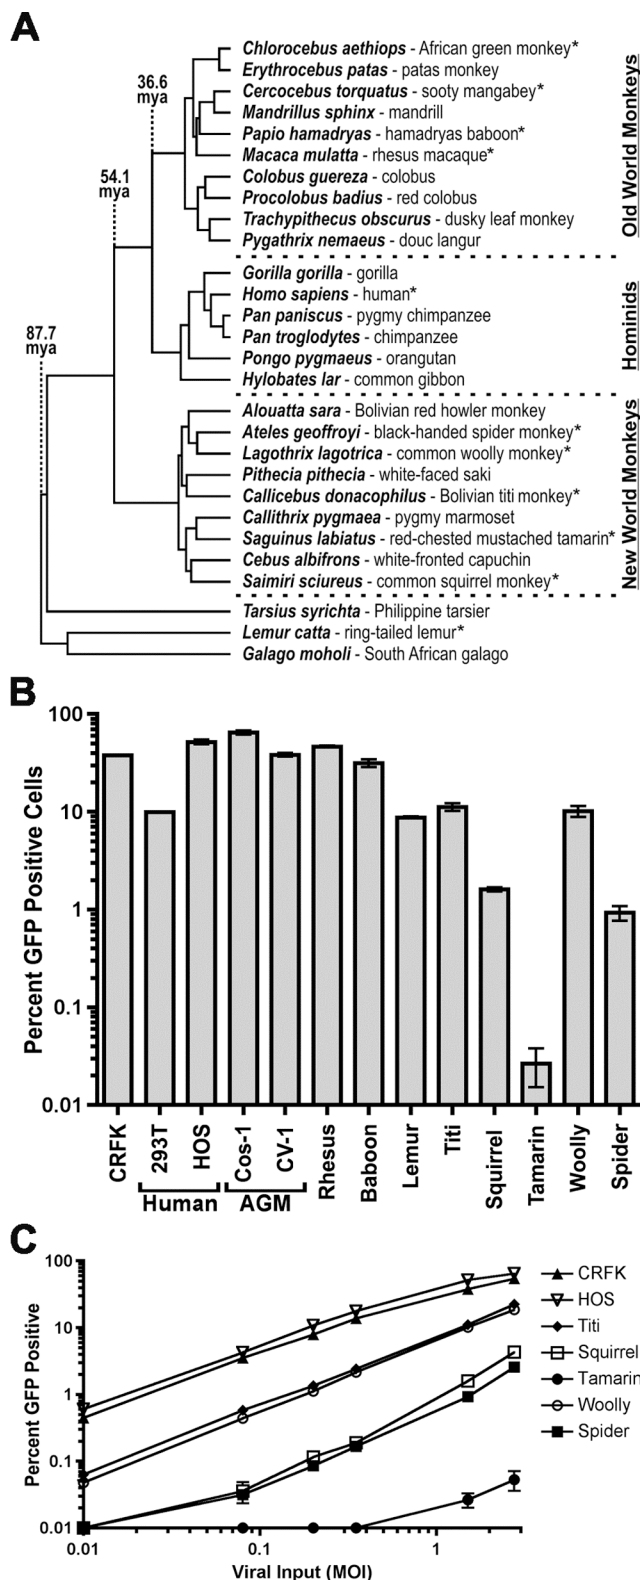 A
Chlorocebus aethiops - African green monkey*
Erythrocebus patas - patas monkey
Cercocebus torquatus - sooty mangabey*
Mandrillus sphinx - mandrill
Papio hamadryas - hamadryas baboon*
Macaca mulatta - rhesus macaque*
Colobus guereza - colobus
Procolobus badius - red colobus
Trachypithecus obscurus - dusky leaf monkey
Pygathrix nemaeus - douc langur
Old World Monkeys
36.6
mya
54.1
mya
87.7
mya
Gorilla gorilla - gorilla
Homo sapiens - human*
Pan paniscus - pygmy chimpanzee
Pan troglodytes - chimpanzee
Pongo pygmaeus - orangutan
Hylobates lar - common gibbon
Hominids
Alouatta sara - Bolivian red howler monkey
Ateles geoffroyi - black-handed spider monkey*
Lagothrix lagotrica - common woolly monkey*
Pithecia pithecia - white-faced saki
Callicebus donacophilus - Bolivian titi monkey*
Callithrix pygmaea - pygmy marmoset
Saguinus labiatus - red-chested mustached tamarin*
Cebus albifrons - white-fronted capuchin
Saimiri sciureus - common squirrel monkey*
New World Monkeys
Tarsius syrichta - Philippine tarsier
Lemur catta - ring-tailed lemur*
Galago moholi - South African galago
B
Percent GFP Positive Cells
100
10
1
0.1
0.01
CRFK
293T
HOS
Cos-1
CV-1
Rhesus
Baboon
Lemur
Titi
Squirrel
Tamarin
Woolly
Spider
Human
AGM
C
Percent GFP Positive
100
10
1
0.1
0.01
0.01
0.1
1
Viral Input (MOI)
CRFK
HOS
Titi
Squirrel
Tamarin
Woolly
Spider